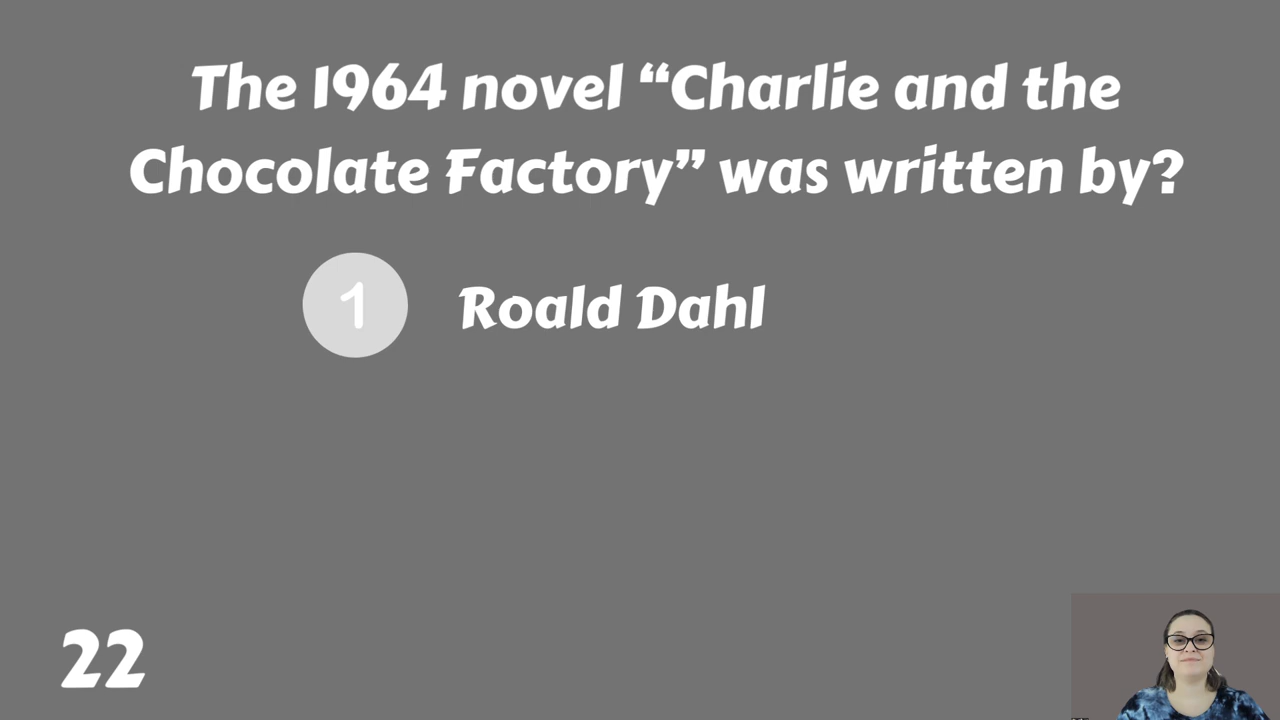 The 1964 novel “Charlie and the
Chocolate Factory” was written by?
1 Roald Dahl
22